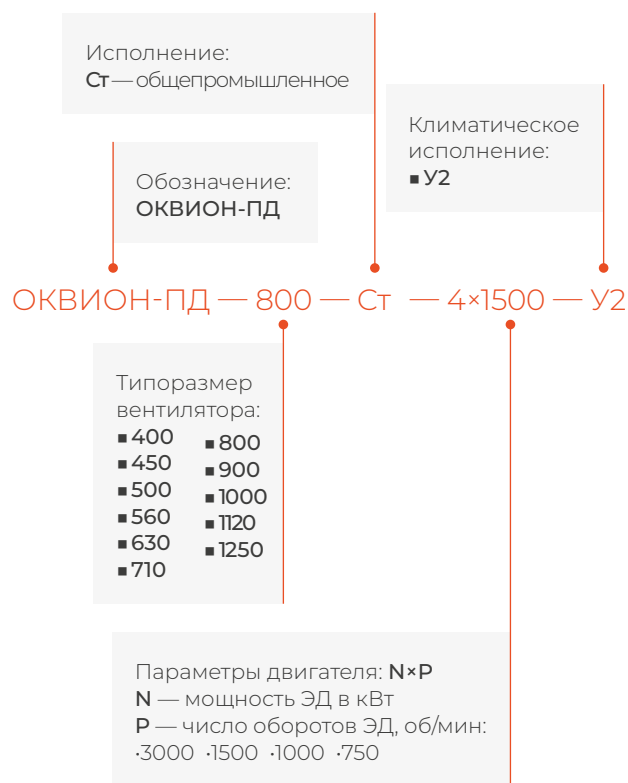 Исполнение:
Ст — общепромышленное
Климатическое
исполнение:
▪ У2
Обозначение:
ОКВИОН-ПД
ОКВИОН-ПД — 800 — Ст — 4×1500 — У2
Типоразмер
вентилятора:
▪ 400
▪ 450
▪ 500
▪ 560
▪ 630
▪ 710
▪ 800
▪ 900
▪ 1000
▪ 1120
▪ 1250
Параметры двигателя: N×P
N — мощность ЭД в кВт
P — число оборотов ЭД, об/мин:
·3000 ·1500 ·1000 ·750